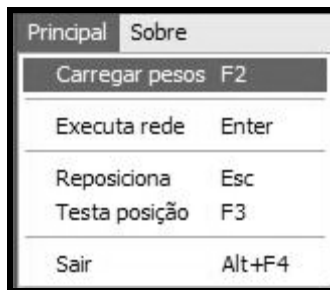 Principal Sobre
Carregar pesos F2
Executa rede Enter
Reposiciona Esc
Testa posição F3
Sair Alt+F4